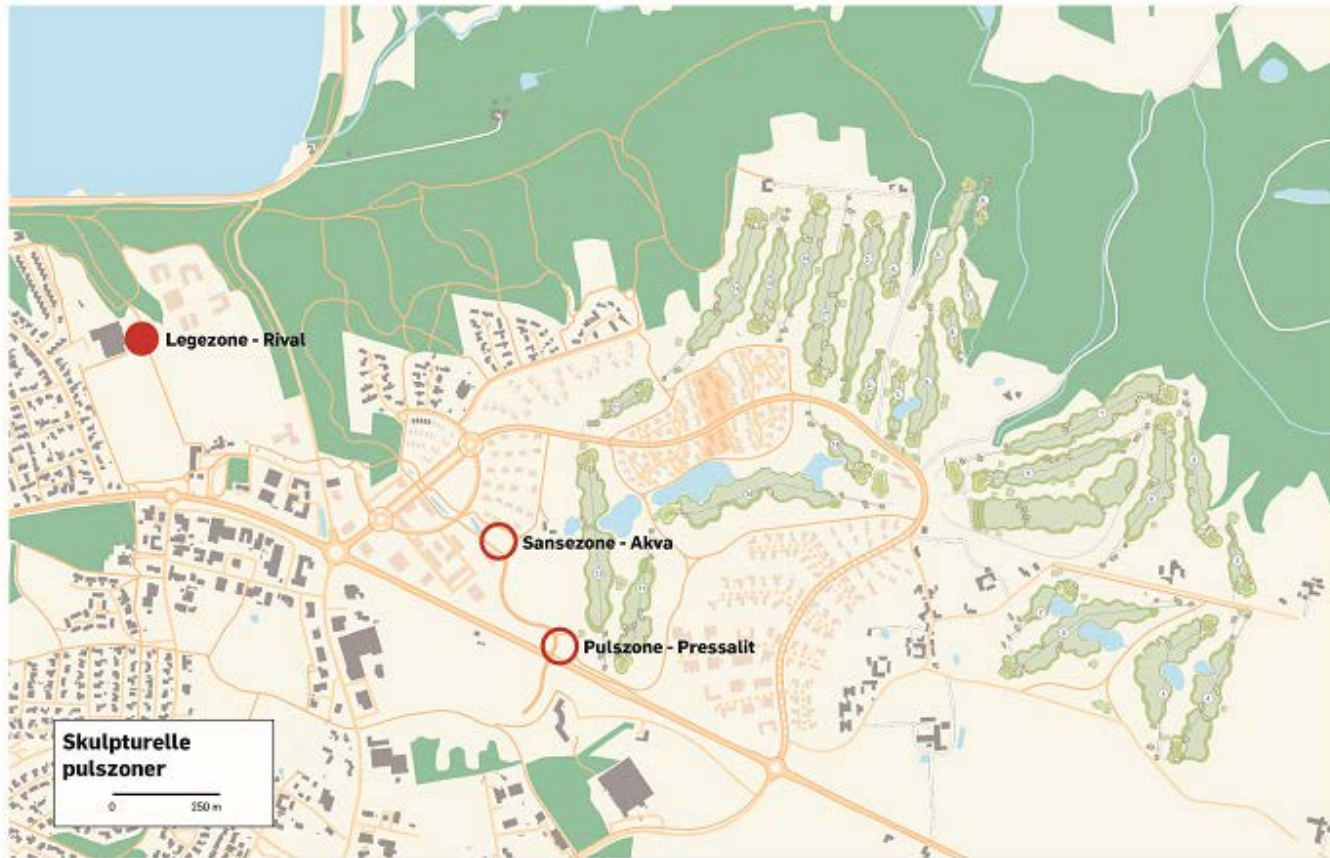 Legezone - Rival
Sansezone - Akva
Pulszone - Pressalit
Skulpturelle
pulszoner
0 250 m